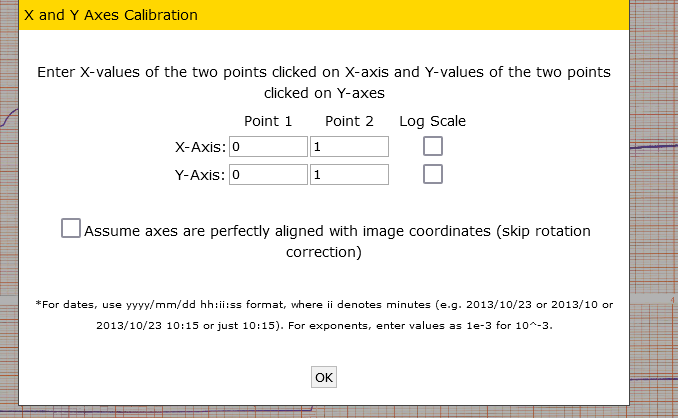 X and Y Axes Calibration
Enter X-values of the two points clicked on X-axis and Y-values of the two points
clicked on Y-axes
Point 1 Point 2 Log Scale
X-Axis: 0 1
Y-Axis: 0 1
Assume axes are perfectly aligned with image coordinates (skip rotation
correction)
*For dates, use yyyy/mm/dd hh:ii:ss format, where ii denotes minutes (e.g. 2013/10/23 or 2013/10 or
2013/10/23 10:15 or just 10:15). For exponents, enter values as 1e-3 for 10^-3.
OK